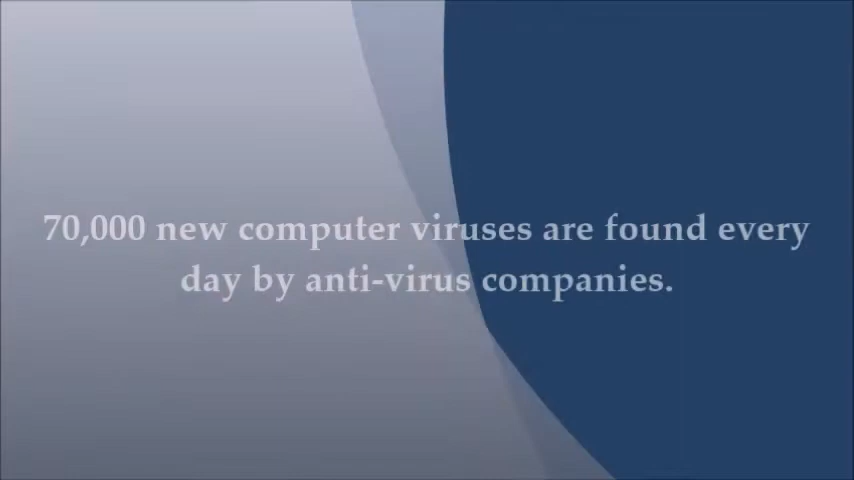 70,000 new computer viruses are found every
day by anti-virus companies.